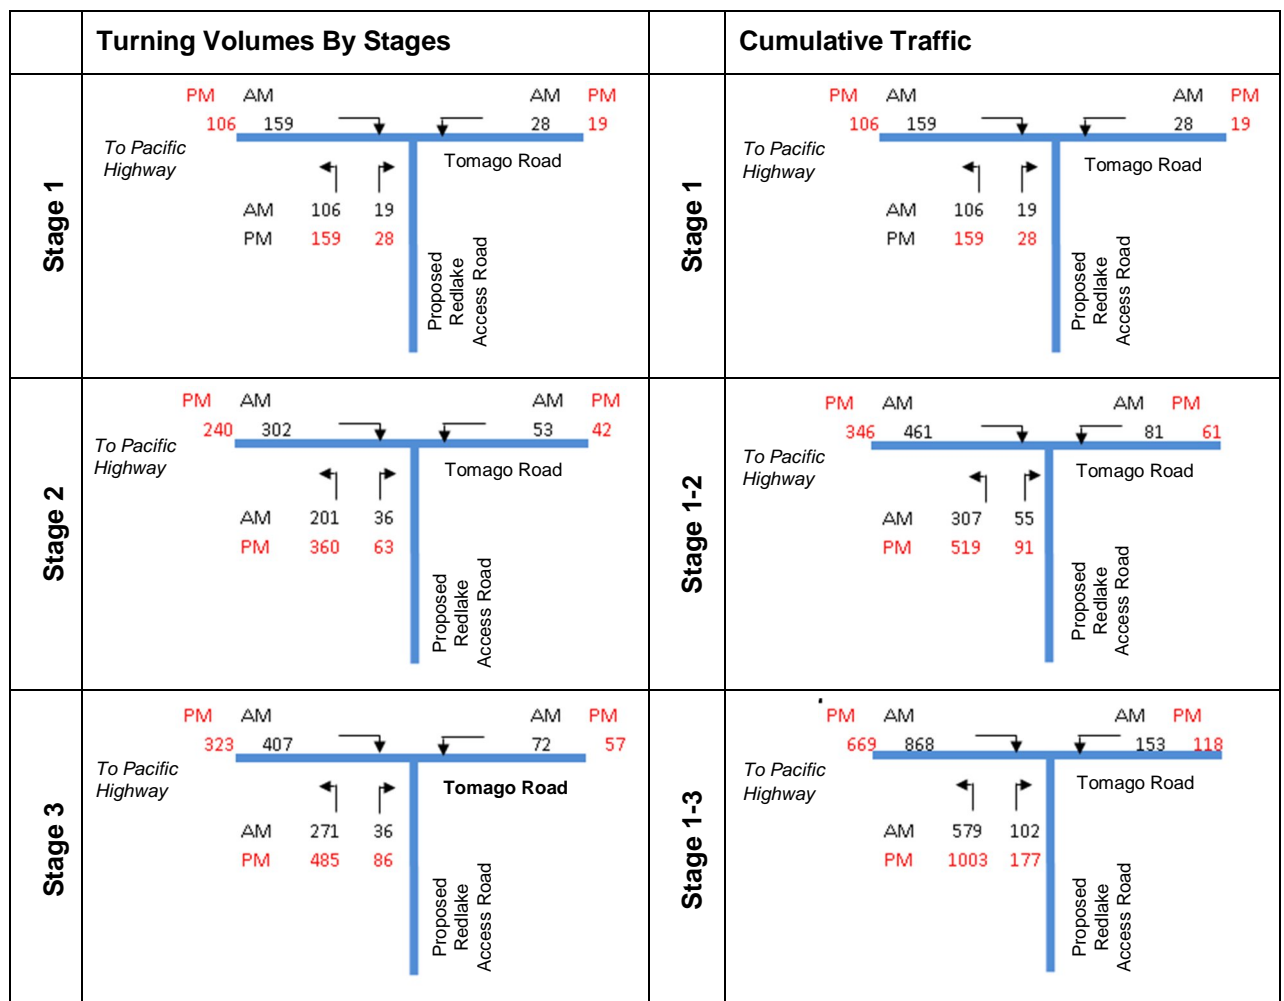 Turning Volumes By Stages
Cumulative Traffic
Stage 1
PM AM AM PM
106 159 28 19
To Pacific
Highway
Tomago Road
AM 106 19
PM 159 28
Proposed
Redlake
Access Road
Stage 1
PM AM AM PM
106 159 28 19
To Pacific
Highway
Tomago Road
AM 106 19
PM 159 28
Proposed
Redlake
Access Road
Stage 2
PM AM AM PM
240 302 53 42
To Pacific
Highway
Tomago Road
AM 201 36
PM 360 63
Proposed
Redlake
Access Road
Stage 1-2
PM AM AM PM
346 461 81 61
To Pacific
Highway
Tomago Road
AM 307 55
PM 519 91
Proposed
Redlake
Access Road
Stage 3
PM AM AM PM
323 407 72 57
To Pacific
Highway
Tomago Road
AM 271 36
PM 485 86
Proposed
Redlake
Access Road
Stage 1-3
PM AM AM PM
669 868 153 118
To Pacific
Highway
Tomago Road
AM 579 102
PM 1003 177
Proposed
Redlake
Access Road